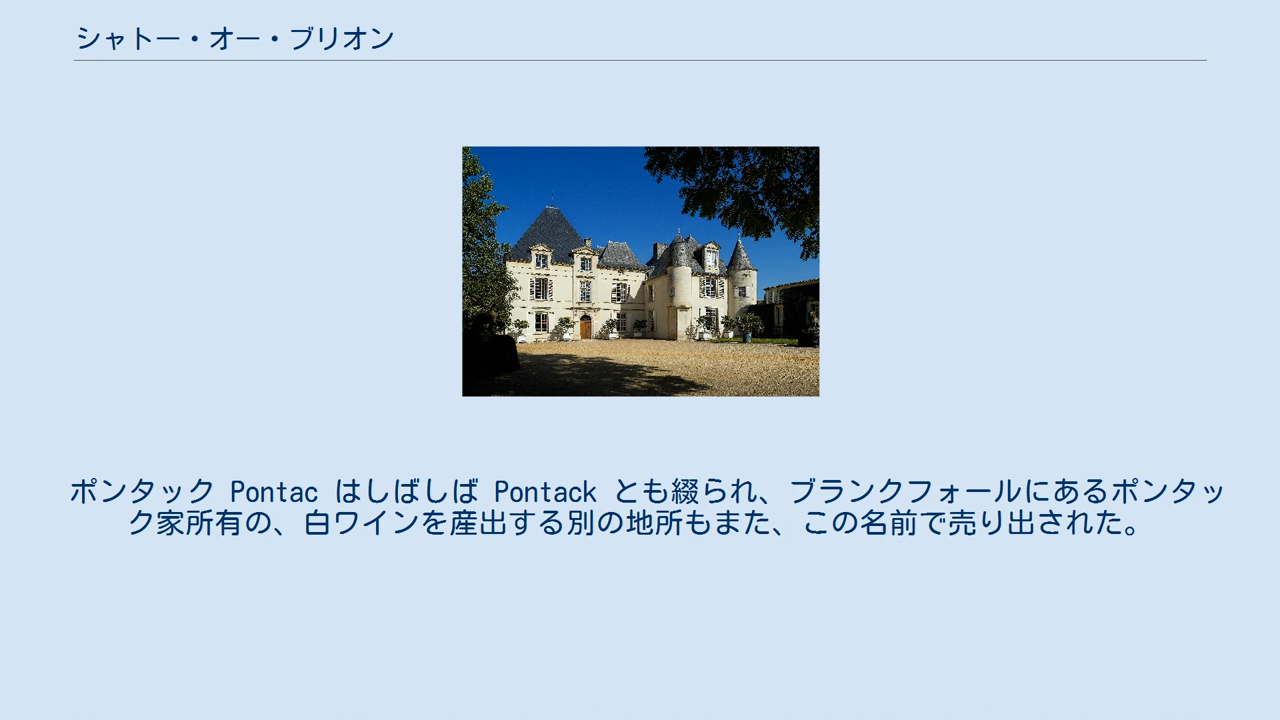 シャトー・オー・ブリオン
ポンタック Pontac はしばしば Pontack とも綴られ、ブランクフォールにあるポンタッ
ク家所有の、白ワインを産出する別の地所もまた、この名前で売り出された。